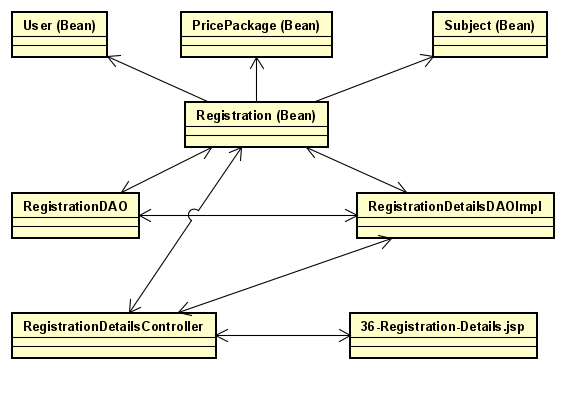 User (Bean)
PricePackage (Bean)
Subject (Bean)
Registration (Bean)
RegistrationDAO
RegistrationDetailsDAOImpl
RegistrationDetailsController
36-Registration-Details.jsp